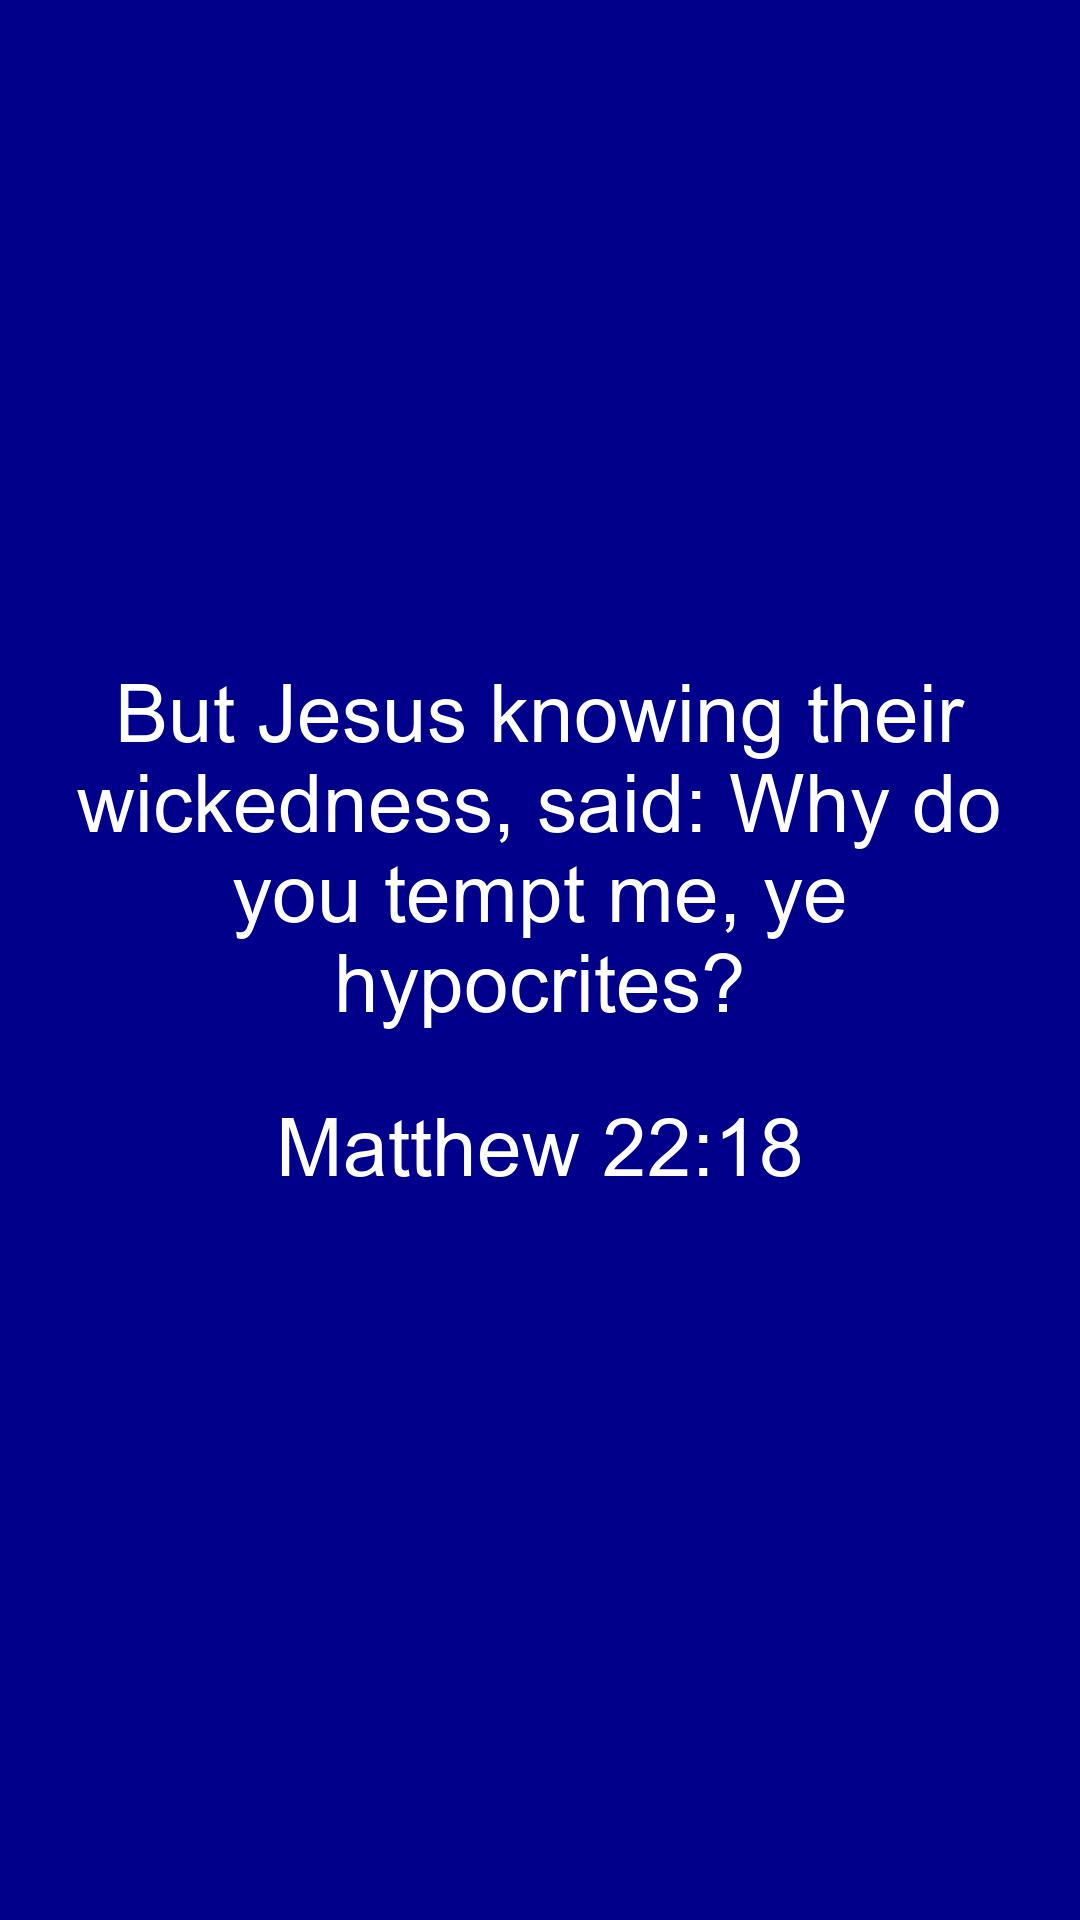 But Jesus knowing their
wickedness, said: Why do
you tempt me, ye
hypocrites?
Matthew 22:18